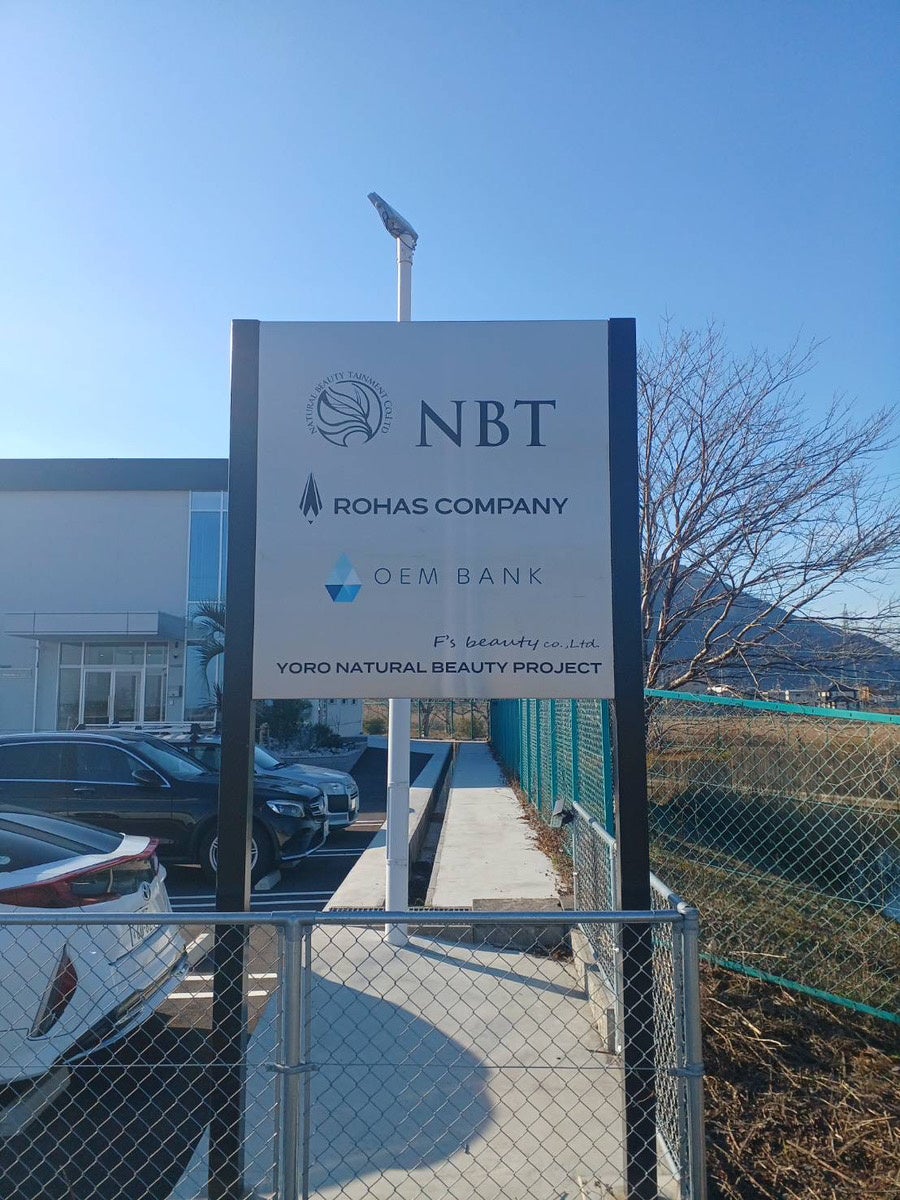 NATURAL BEAUTY TAINMENT CO.LTD
NBT
ROHAS COMPANY
OEM BANK
F's beauty co.,Ltd.
YORO NATURAL BEAUTY PROJECT